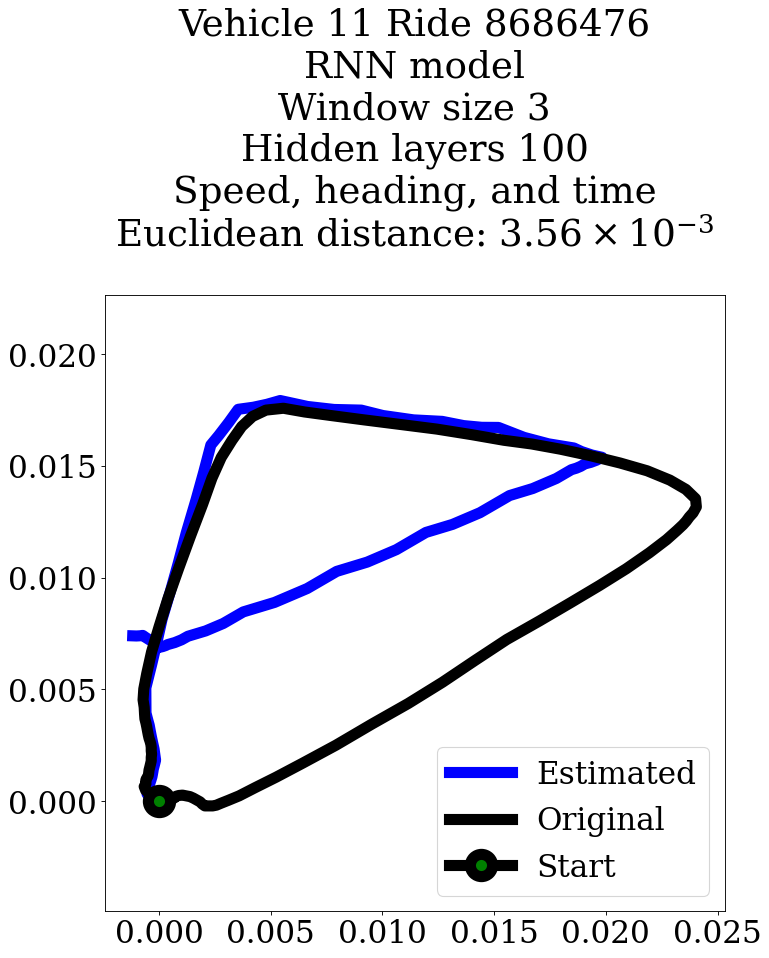 Vehicle 11 Ride 8686476
RNN model
Window size 3
Hidden layers 100
Speed, heading, and time
Euclidean distance: 3.56 × 10⁻³
0.020
0.015
0.010
0.005
0.000
Estimated
Original
Start
0.000 0.005 0.010 0.015 0.020 0.025